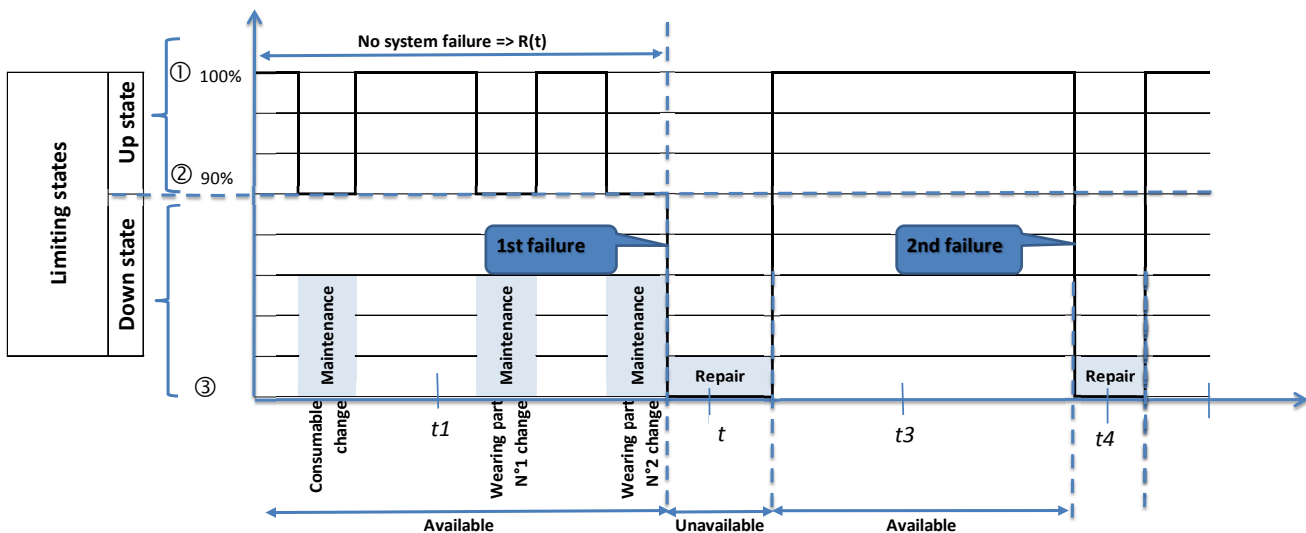 No system failure => R(t)
① 100%
Up state
② 90%
Limiting states
Down state
1st failure
2nd failure
Maintenance
Maintenance
Maintenance
Repair
Repair
③
t1
t
t3
t4
Consumable
change
Wearing part
N°1 change
Wearing part
N°2 change
Available
Unavailable
Available